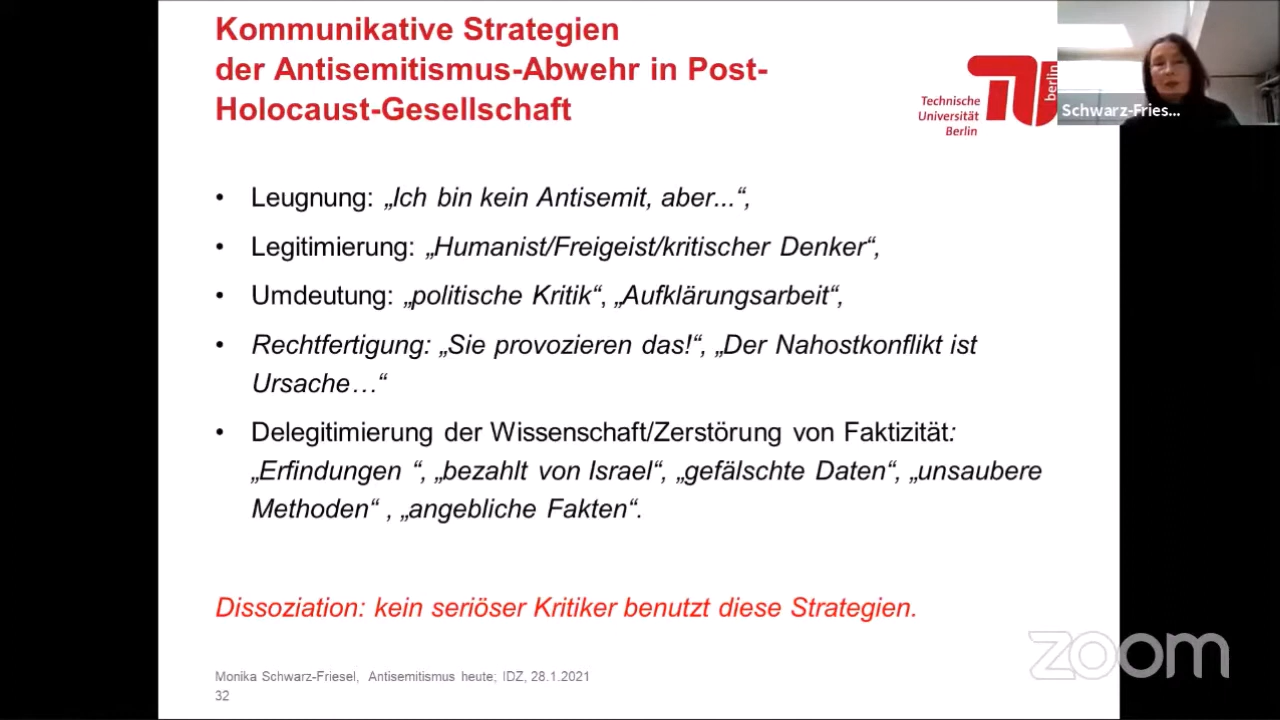 Kommunikative Strategien
der Antisemitismus-Abwehr in Post-
Holocaust-Gesellschaft
Technische
Universität
Berlin
berlin
Schwarz-Fries...
• Leugnung: „Ich bin kein Antisemit, aber...“,
• Legitimierung: „Humanist/Freigeist/kritischer Denker“,
• Umdeutung: „politische Kritik“, „Aufklärungsarbeit“,
• Rechtfertigung: „Sie provozieren das!“, „Der Nahostkonflikt ist
Ursache…“
• Delegitimierung der Wissenschaft/Zerstörung von Faktizität:
„Erfindungen “, „bezahlt von Israel“, „gefälschte Daten“, „unsaubere
Methoden“ , „angebliche Fakten“.
Dissoziation: kein seriöser Kritiker benutzt diese Strategien.
Monika Schwarz-Friesel, Antisemitismus heute; IDZ, 28.1.2021
32
zoom